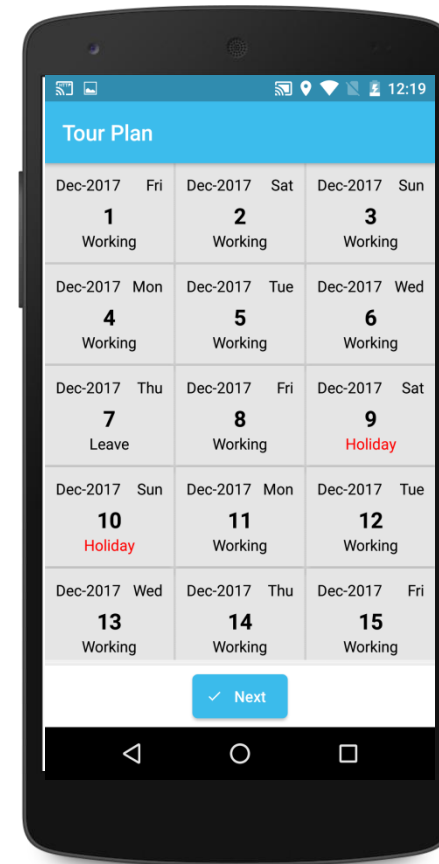 12:19
Tour Plan
Dec-2017 Fri
1
Working
Dec-2017 Sat
2
Working
Dec-2017 Sun
3
Working
Dec-2017 Mon
4
Working
Dec-2017 Tue
5
Working
Dec-2017 Wed
6
Working
Dec-2017 Thu
7
Leave
Dec-2017 Fri
8
Working
Dec-2017 Sat
9
Holiday
Dec-2017 Sun
10
Holiday
Dec-2017 Mon
11
Working
Dec-2017 Tue
12
Working
Dec-2017 Wed
13
Working
Dec-2017 Thu
14
Working
Dec-2017 Fri
15
Working
Next